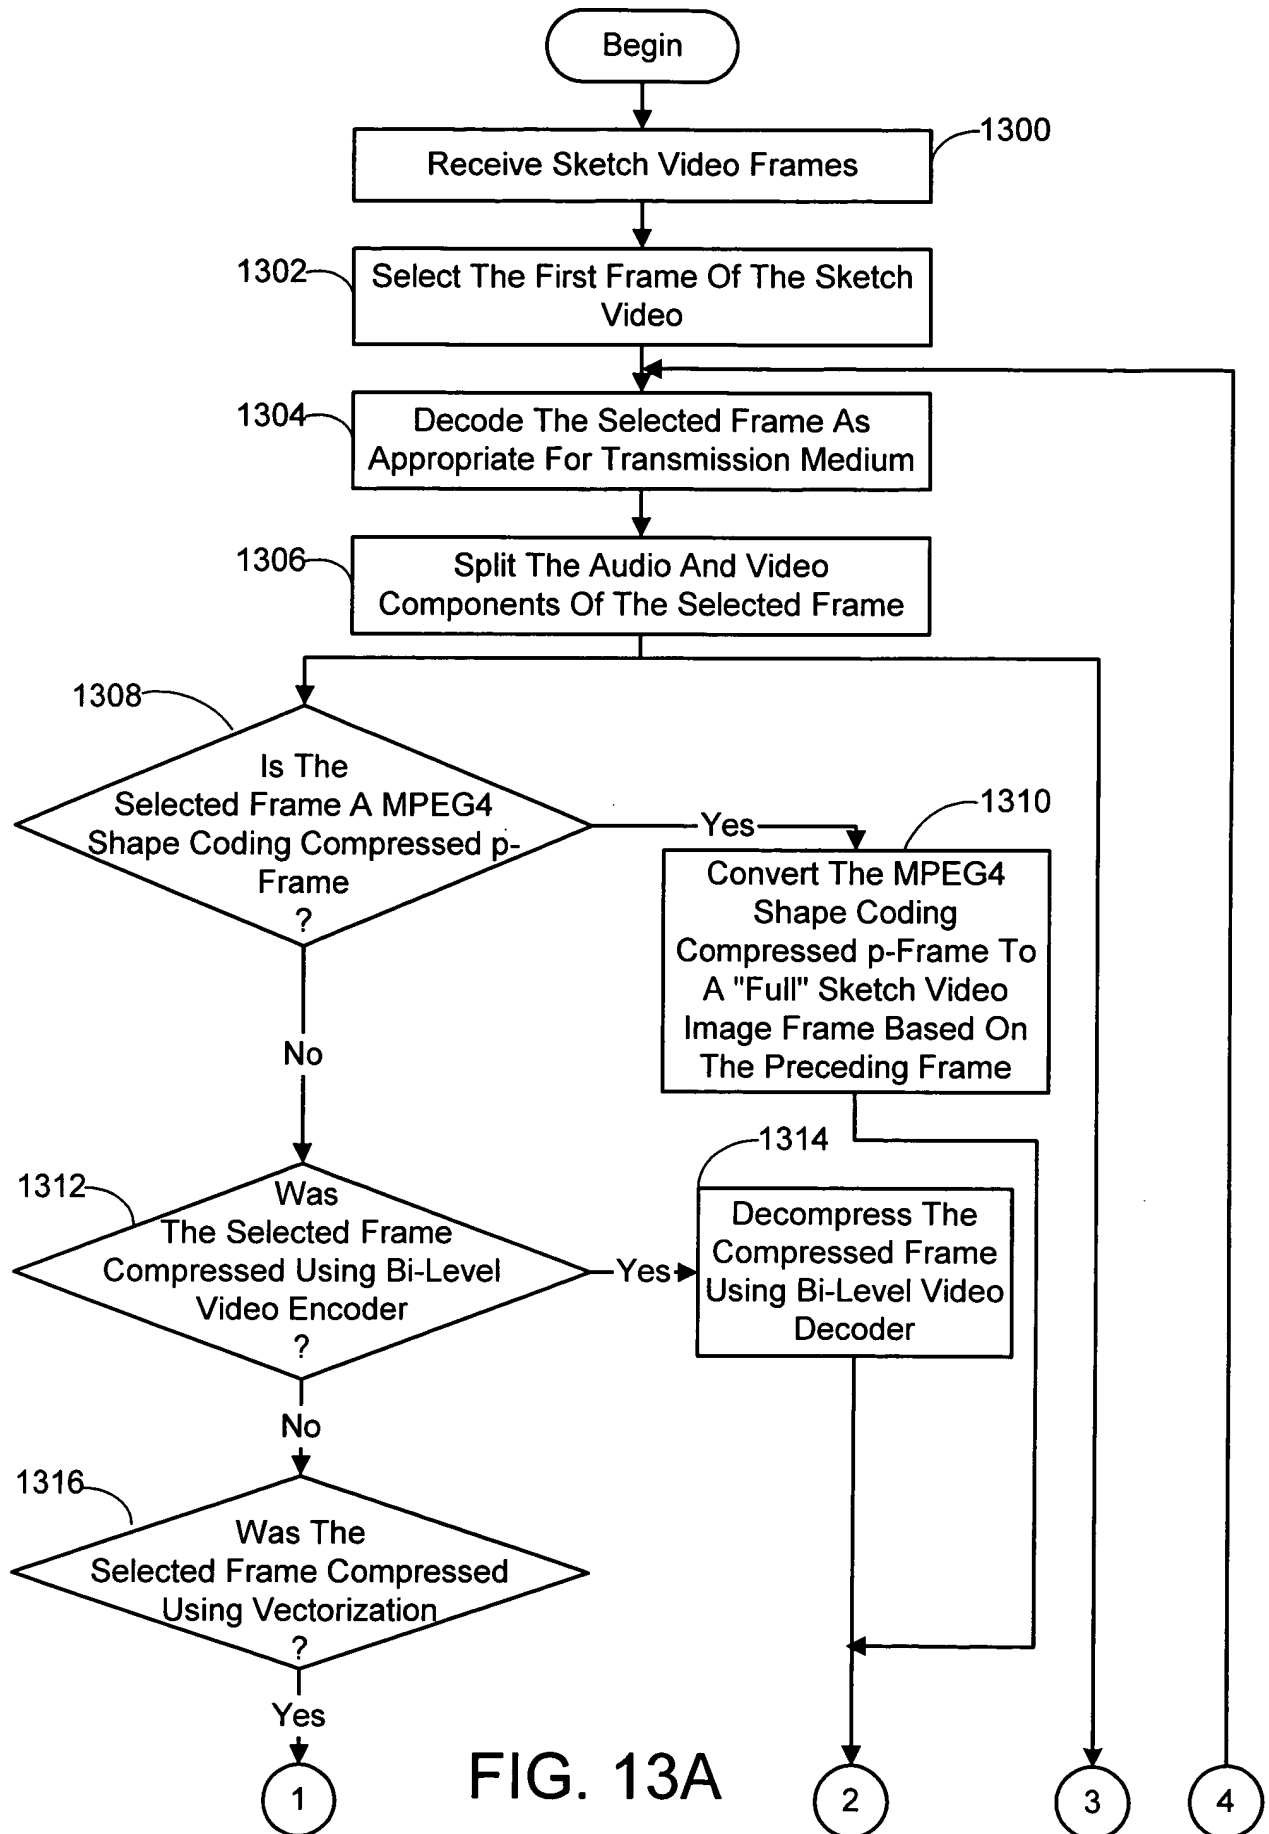 Begin
1300
Receive Sketch Video Frames
1302
Select The First Frame Of The Sketch
Video
1304
Decode The Selected Frame As
Appropriate For Transmission Medium
1306
Split The Audio And Video
Components Of The Selected Frame
1308
Is The
Selected Frame A MPEG4
Shape Coding Compressed p-
Frame
?
Yes
1310
Convert The MPEG4
Shape Coding
Compressed p-Frame To
A "Full" Sketch Video
Image Frame Based On
The Preceding Frame
No
1312
Was
The Selected Frame
Compressed Using Bi-Level
Video Encoder
?
Yes
1314
Decompress The
Compressed Frame
Using Bi-Level Video
Decoder
No
1316
Was The
Selected Frame Compressed
Using Vectorization
?
Yes
1
FIG. 13A
2
3
4